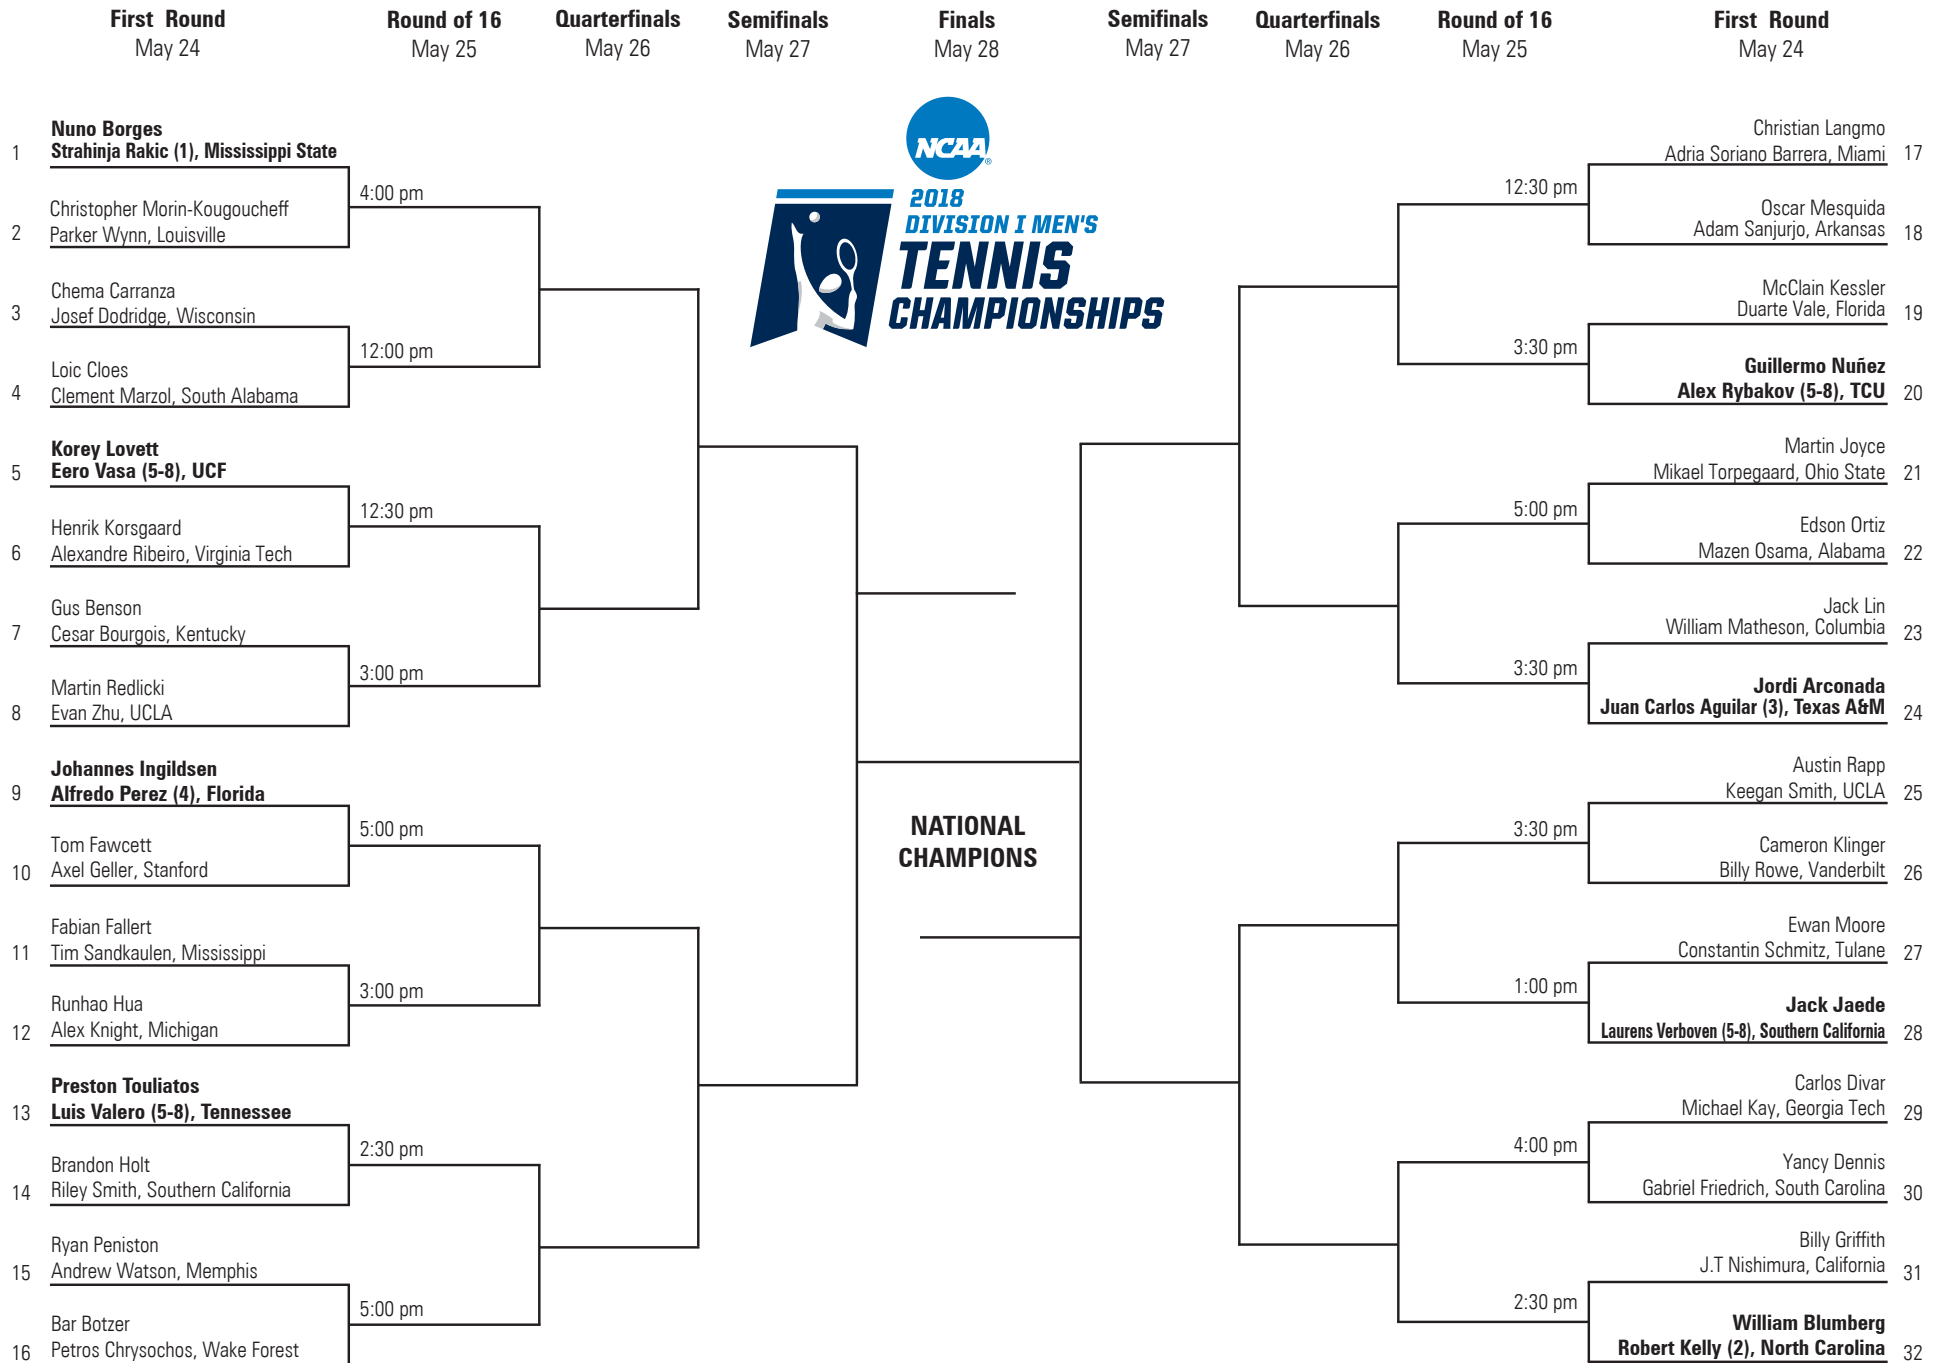 First Round
May 24
Round of 16
May 25
Quarterfinals
May 26
Semifinals
May 27
Finals
May 28
Semifinals
May 27
Quarterfinals
May 26
Round of 16
May 25
First Round
May 24
1
Nuno Borges
Strahinja Rakic (1), Mississippi State
4:00 pm
2
Christopher Morin-Kougoucheff
Parker Wynn, Louisville
3
Chema Carranza
Josef Dodridge, Wisconsin
12:00 pm
4
Loic Cloes
Clement Marzol, South Alabama
5
Korey Lovett
Eero Vasa (5-8), UCF
12:30 pm
6
Henrik Korsgaard
Alexandre Ribeiro, Virginia Tech
7
Gus Benson
Cesar Bourgois, Kentucky
3:00 pm
8
Martin Redlicki
Evan Zhu, UCLA
9
Johannes Ingildsen
Alfredo Perez (4), Florida
5:00 pm
10
Tom Fawcett
Axel Geller, Stanford
11
Fabian Fallert
Tim Sandkaulen, Mississippi
3:00 pm
12
Runhao Hua
Alex Knight, Michigan
13
Preston Touliatos
Luis Valero (5-8), Tennessee
2:30 pm
14
Brandon Holt
Riley Smith, Southern California
15
Ryan Peniston
Andrew Watson, Memphis
5:00 pm
16
Bar Botzer
Petros Chrysochos, Wake Forest
NCAA®
2018
DIVISION I MEN'S
TENNIS
CHAMPIONSHIPS
NATIONAL
CHAMPIONS
Christian Langmo
Adria Soriano Barrera, Miami
17
12:30 pm
Oscar Mesquida
Adam Sanjurjo, Arkansas
18
McClain Kessler
Duarte Vale, Florida
19
3:30 pm
Guillermo Nuñez
Alex Rybakov (5-8), TCU
20
Martin Joyce
Mikael Torpegaard, Ohio State
21
5:00 pm
Edson Ortiz
Mazen Osama, Alabama
22
Jack Lin
William Matheson, Columbia
23
3:30 pm
Jordi Arconada
Juan Carlos Aguilar (3), Texas A&M
24
Austin Rapp
Keegan Smith, UCLA
25
3:30 pm
Cameron Klinger
Billy Rowe, Vanderbilt
26
Ewan Moore
Constantin Schmitz, Tulane
27
1:00 pm
Jack Jaede
Laurens Verboven (5-8), Southern California
28
Carlos Divar
Michael Kay, Georgia Tech
29
4:00 pm
Yancy Dennis
Gabriel Friedrich, South Carolina
30
Billy Griffith
J.T Nishimura, California
31
2:30 pm
William Blumberg
Robert Kelly (2), North Carolina
32